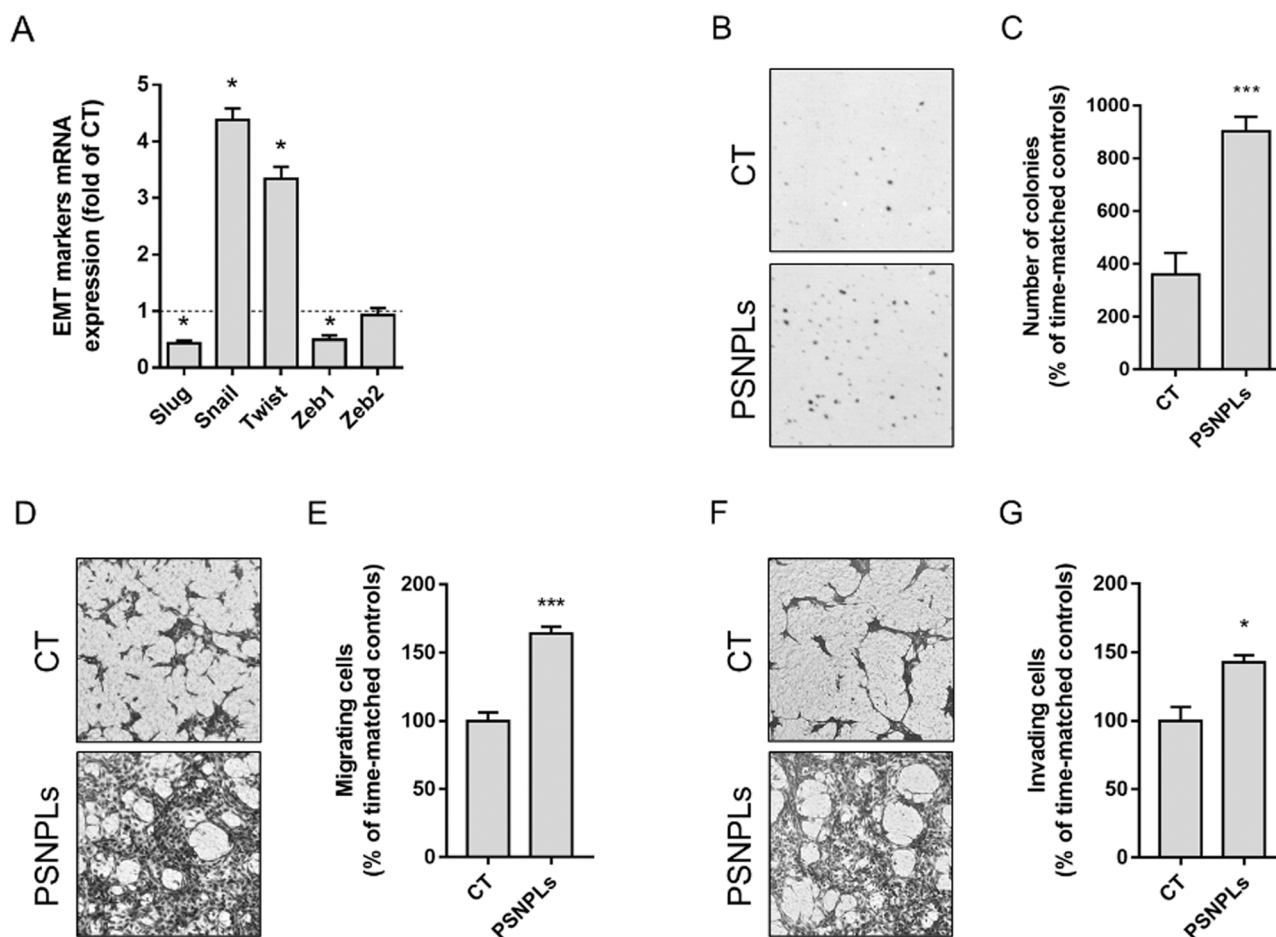 A
EMT markers mRNA
expression (fold of CT)
5
4
3
2
1
0
*
*
*
*
Slug
Snail
Twist
Zeb1
Zeb2
B
CT
PSNPLs
C
Number of colonies
(% of time-matched controls)
1000
800
600
400
200
0
***
CT
PSNPLs
D
CT
PSNPLs
E
Migrating cells
(% of time-matched controls)
200
150
100
50
0
***
CT
PSNPLs
F
CT
PSNPLs
G
Invading cells
(% of time-matched controls)
200
150
100
50
0
*
CT
PSNPLs